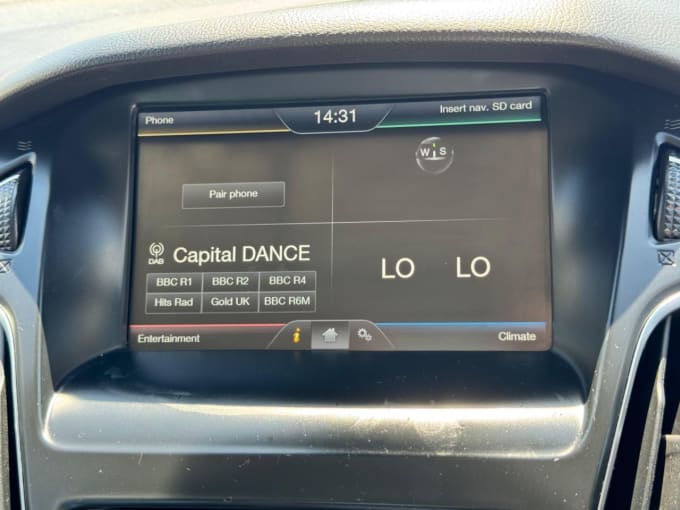 Phone
14:31
Insert nav. SD card
W S
Pair phone
DAB
Capital DANCE
BBC R1 BBC R2 BBC R4
Hits Rad Gold UK BBC R6M
LO LO
Entertainment
i
Climate